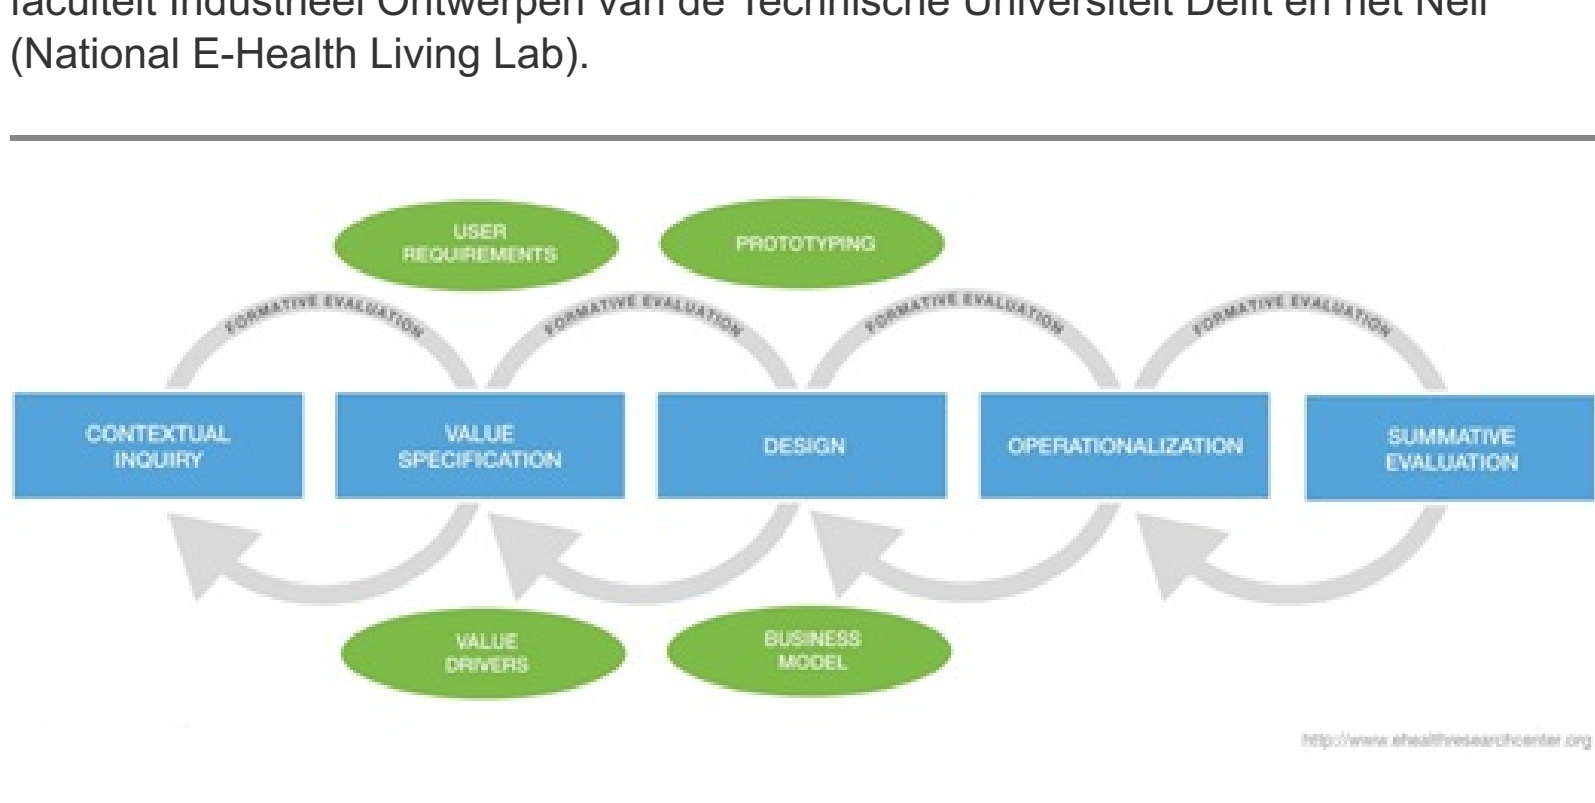 faculteit Industrieel Ontwerpen van de Technische Universiteit Delft en het Nell
(National E-Health Living Lab).
USER
REQUIREMENTS
PROTOTYPING
FORMATIVE EVALUATION
FORMATIVE EVALUATION
FORMATIVE EVALUATION
FORMATIVE EVALUATION
CONTEXTUAL
INQUIRY
VALUE
SPECIFICATION
DESIGN
OPERATIONALIZATION
SUMMATIVE
EVALUATION
VALUE
DRIVERS
BUSINESS
MODEL
http://www.ehealthresearchcenter.org